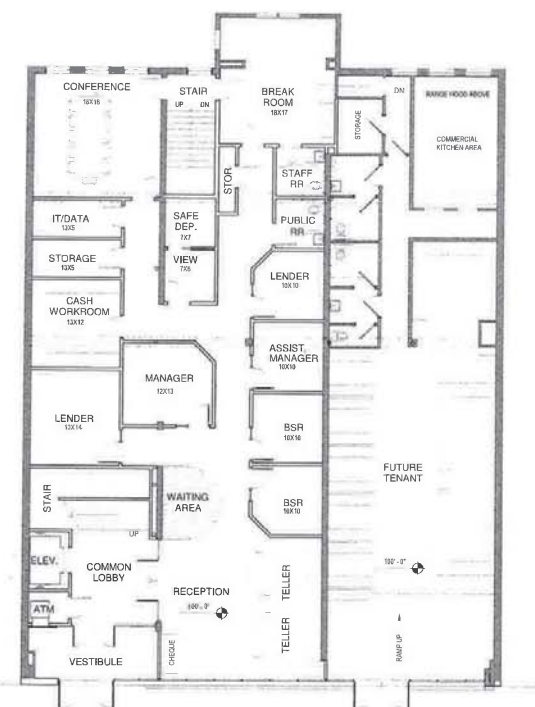 CONFERENCE
18X16
STAIR
UP DN
BREAK
ROOM
18X17
DN
RANGE HOOD ABOVE
STORAGE
COMMERCIAL
KITCHEN AREA
STOR
STAFF
RR
IT/DATA
13X5
SAFE
DEP.
7X7
PUBLIC
RR
STORAGE
13X5
VIEW
7X6
LENDER
10X10
CASH
WORKROOM
13X12
ASSIST.
MANAGER
10X10
MANAGER
12X13
LENDER
13X14
BSR
10X10
FUTURE
TENANT
STAIR
WAITING
AREA
BSR
10X10
UP
ELEV.
COMMON
LOBBY
100'-0"
RECEPTION
100'-0"
TELLER
TELLER
ATM
CHEQUE
RAMP UP
VESTIBULE